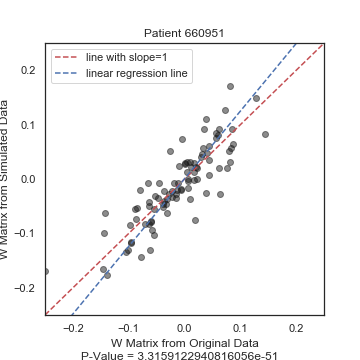 Patient 660951
line with slope=1
linear regression line
W Matrix from Simulated Data
0.2
0.1
0.0
−0.1
−0.2
−0.2
−0.1
0.0
0.1
0.2
W Matrix from Original Data
P-Value = 3.3159122940816056e-51